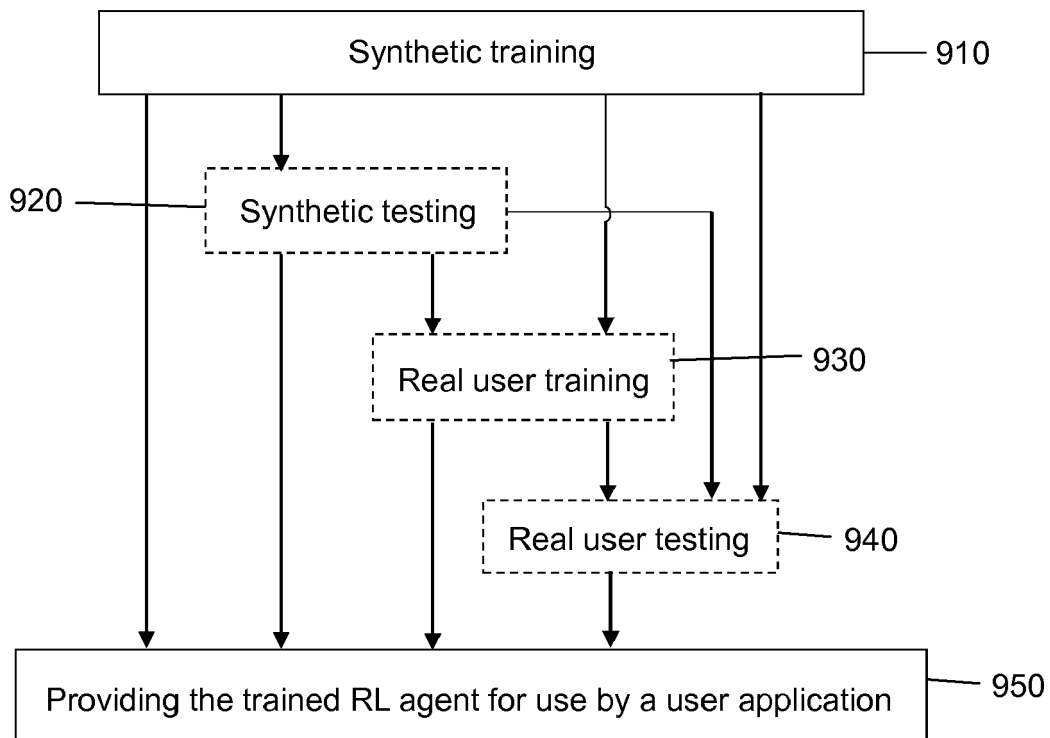 Synthetic training
910
920
Synthetic testing
Real user training
930
Real user testing
940
Providing the trained RL agent for use by a user application
950